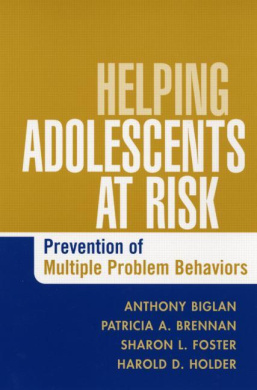 HELPING
ADOLESCENTS
AT RISK
Prevention of
Multiple Problem Behaviors
ANTHONY BIGLAN
PATRICIA A. BRENNAN
SHARON L. FOSTER
HAROLD D. HOLDER